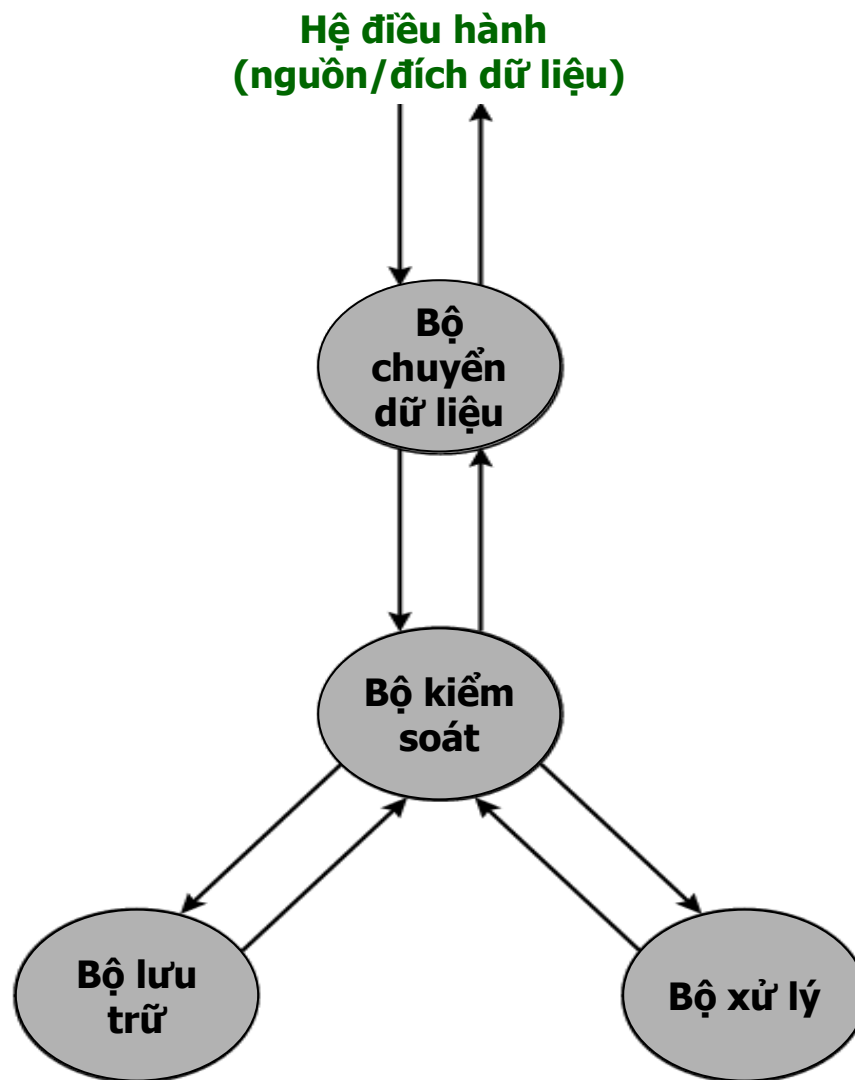 Hệ điều hành
(nguồn/đích dữ liệu)
Bộ
chuyển
dữ liệu
Bộ kiểm
soát
Bộ lưu
trữ
Bộ xử lý